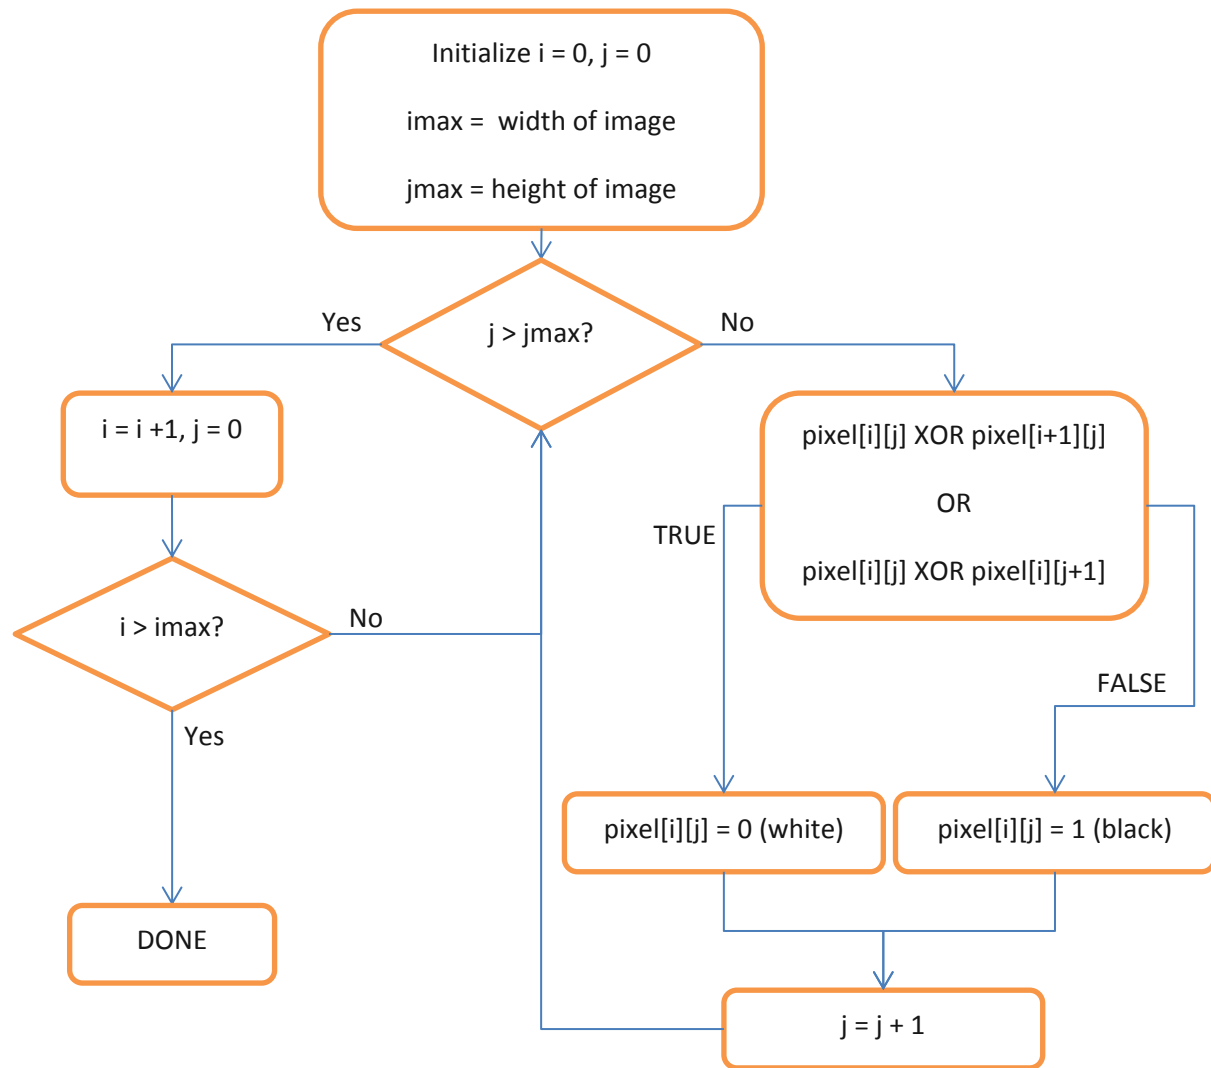 Initialize i = 0, j = 0
imax = width of image
jmax = height of image
j > jmax?
Yes
No
i = i +1, j = 0
pixel[i][j] XOR pixel[i+1][j]
OR
pixel[i][j] XOR pixel[i][j+1]
TRUE
FALSE
i > imax?
No
Yes
pixel[i][j] = 0 (white)
pixel[i][j] = 1 (black)
DONE
j = j + 1